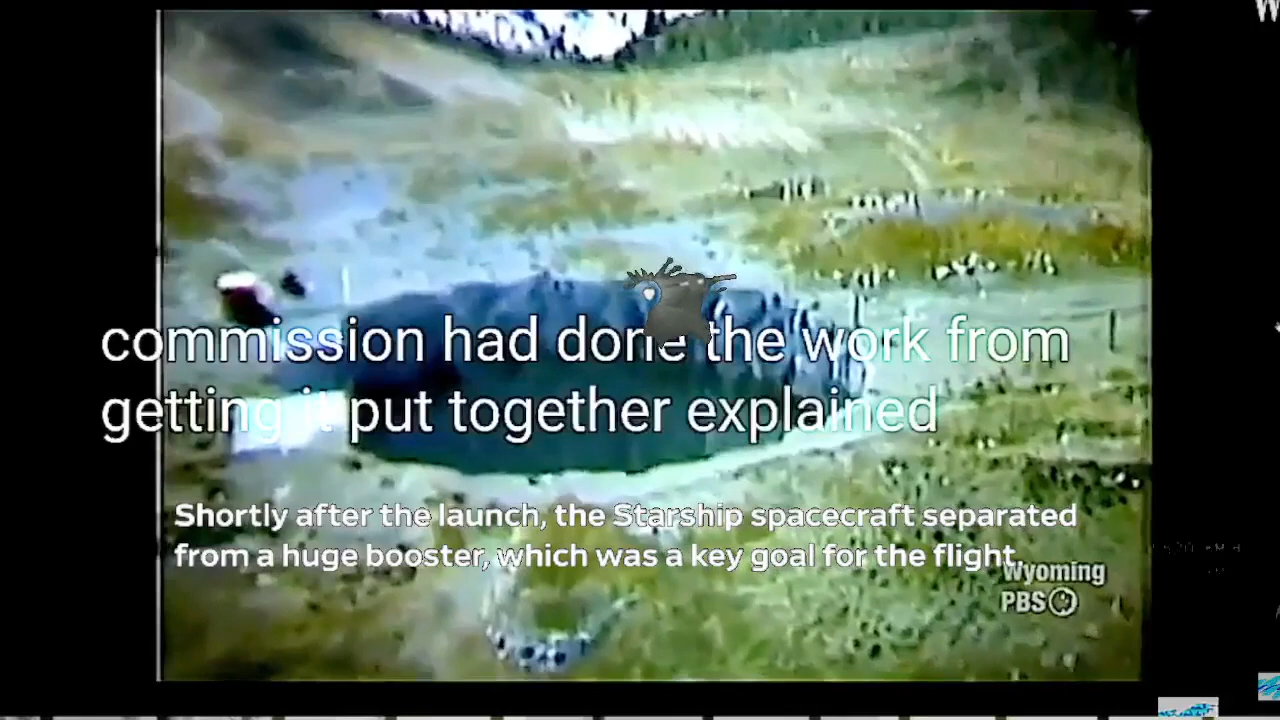 W
commission had done the work from
getting it put together explained
Shortly after the launch, the Starship spacecraft separated
from a huge booster, which was a key goal for the flight.
Wyoming
PBS